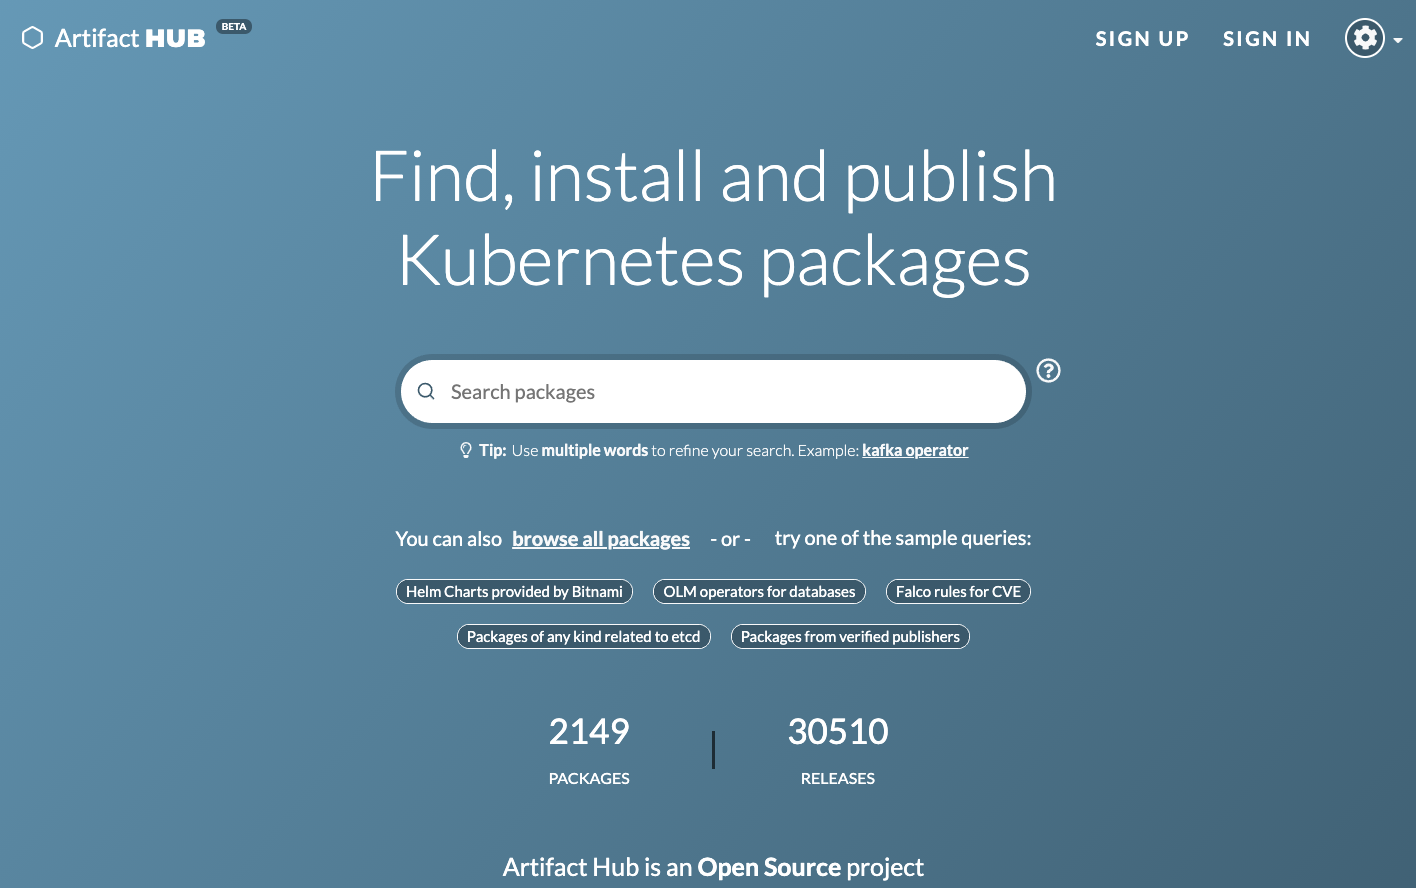 Artifact HUB BETA
SIGN UP SIGN IN
Find, install and publish
Kubernetes packages
Search packages
Tip: Use multiple words to refine your search. Example: kafka operator
You can also browse all packages - or - try one of the sample queries:
Helm Charts provided by Bitnami OLM operators for databases Falco rules for CVE
Packages of any kind related to etcd Packages from verified publishers
2149 30510
PACKAGES RELEASES
Artifact Hub is an Open Source project